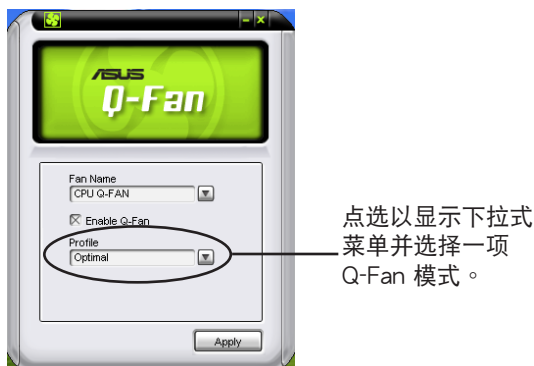 ASUS
Q-Fan
Fan Name
CPU Q-FAN
Enable Q-Fan
Profile
Optimal
Apply
点选以显示下拉式
菜单并选择一项
Q-Fan 模式。